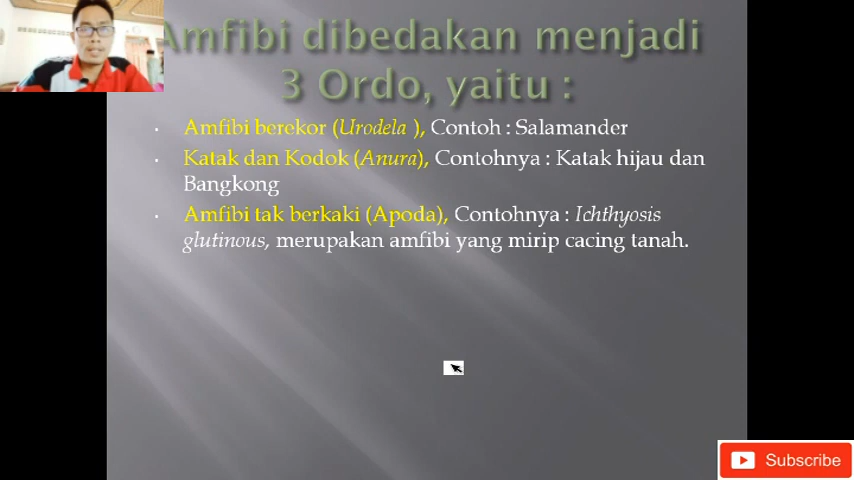 Amfibi dibedakan menjadi
3 Ordo, yaitu :
• Amfibi berekor (Urodela ), Contoh : Salamander
• Katak dan Kodok (Anura), Contohnya : Katak hijau dan
Bangkong
• Amfibi tak berkaki (Apoda), Contohnya : Ichthyosis
glutinous, merupakan amfibi yang mirip cacing tanah.
Subscribe